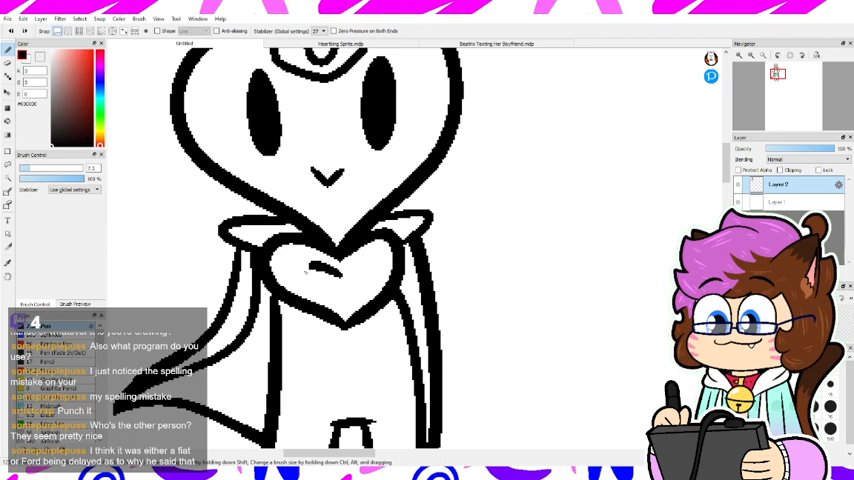 File Edit Layer Filter Select Snap Color Brush View Tool Window Help
Snap Shape Anti-aliasing Stabilizer (Global settings) 27 Zero Pressure on Both Ends
Untitled Heartling Sprite.mdp Beatrix Texting Her Boyfriend.mdp
Color
R
G
B
#000000
Brush Control
100 %
Stabilizer Use global settings
Brush Control Brush Preview
Navigator
Layer
Opacity 100 %
Blending Normal
Protect Alpha Clipping Lock
Layer 2
Layer 1
4
somepurplepuss Also what program do you
use?
somepurplepuss I just noticed the spelling
mistake on your
somepurplepuss my spelling mistake
Punch it
somepurplepuss Who's the other person?
They seem pretty nice
somepurplepuss I think it was either a fiat
or Ford being delayed as to why he said that
by holding down Shift, Change a brush size by holding down Ctrl, Alt, and dragging